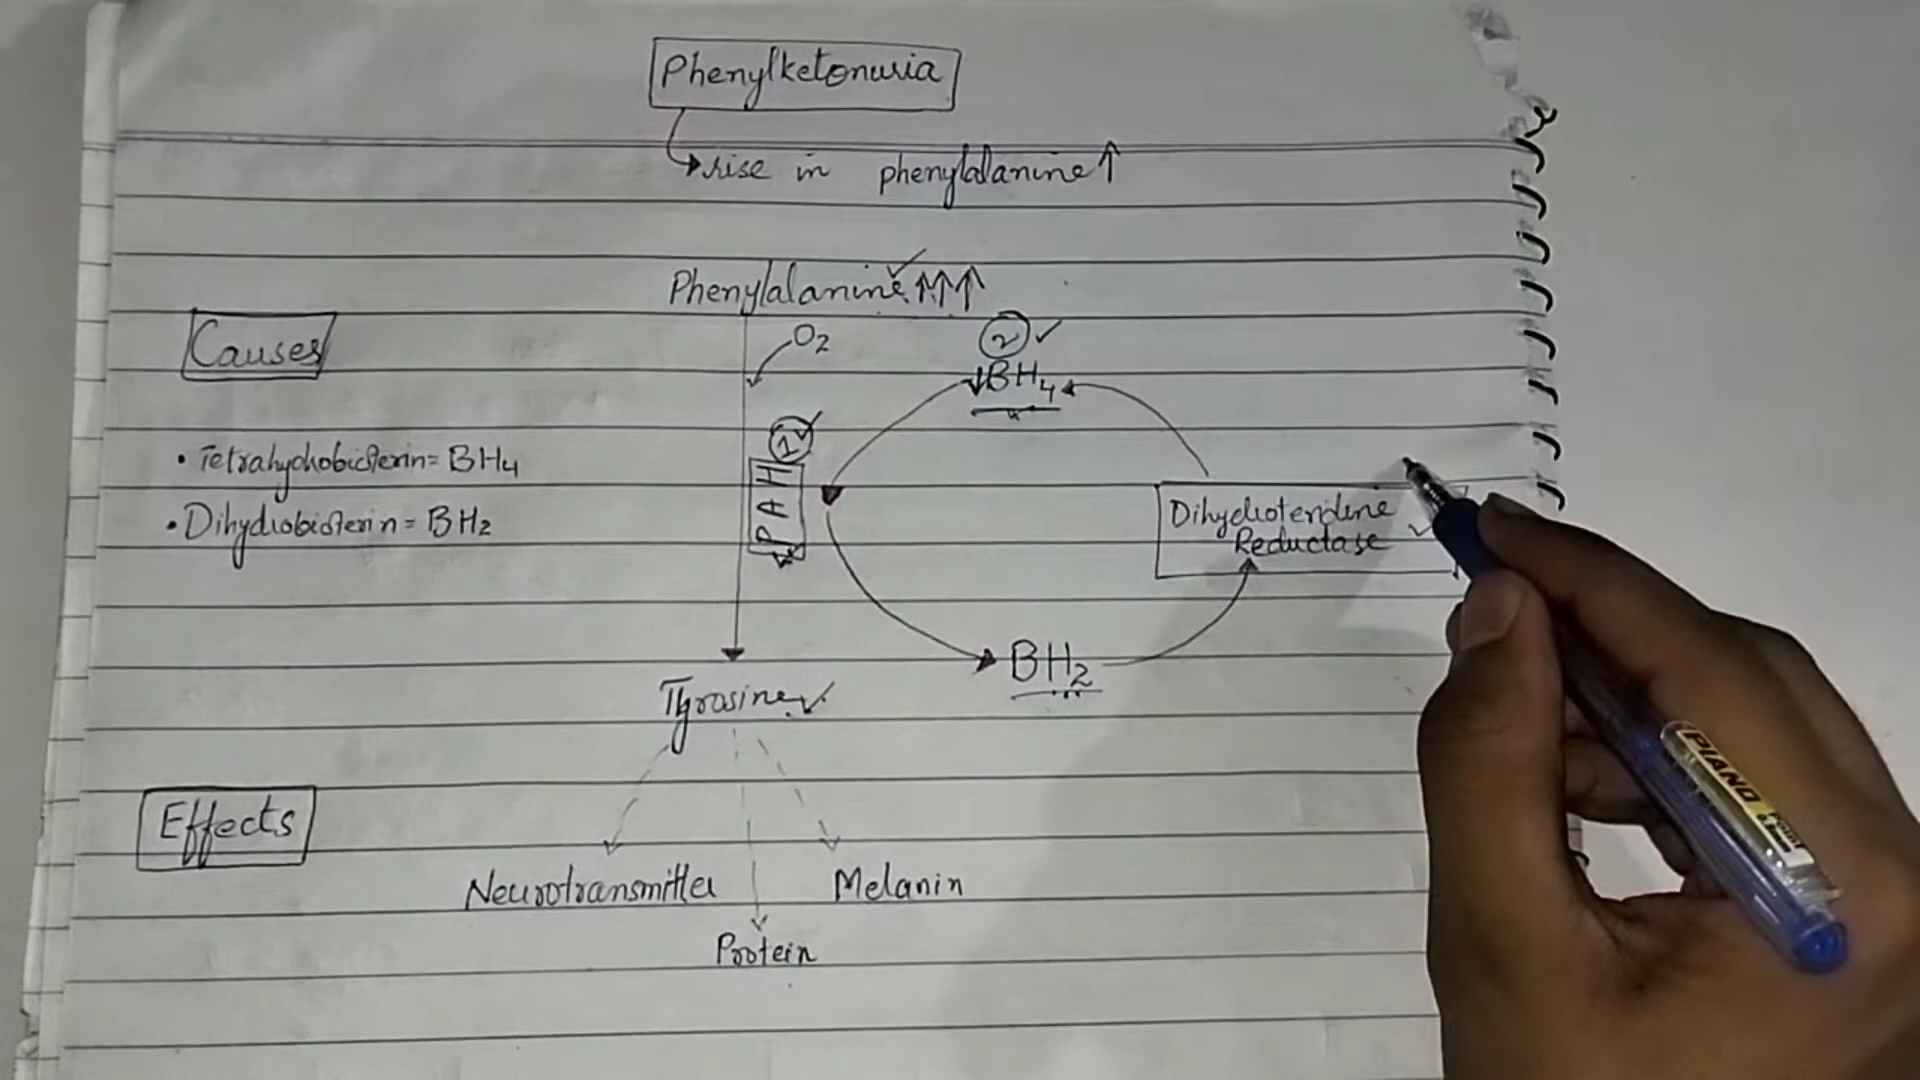 Phenylketonuria
rise in phenylalanine ↑
Phenylalanine ↑↑↑
Causes
O2
2
↓BH4
1
PAH
• Tetrahydrobiopterin = BH4
• Dihydrobiopterin = BH2
Dihydropteridine
Reductase
BH2
Tyrosine
Effects
Neurotransmitter
Melanin
Protein
PIANO